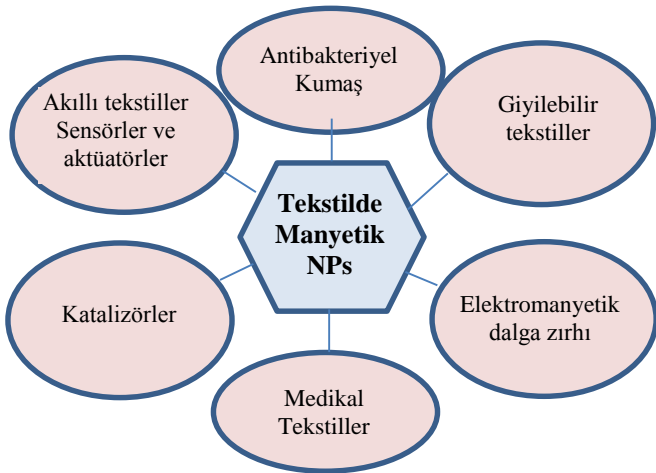 Antibakteriyel
Kumaş
Akıllı tekstiller
Sensörler ve
aktüatörler
Giyilebilir
tekstiller
Tekstilde
Manyetik
NPs
Katalizörler
Elektromanyetik
dalga zırhı
Medikal
Tekstiller